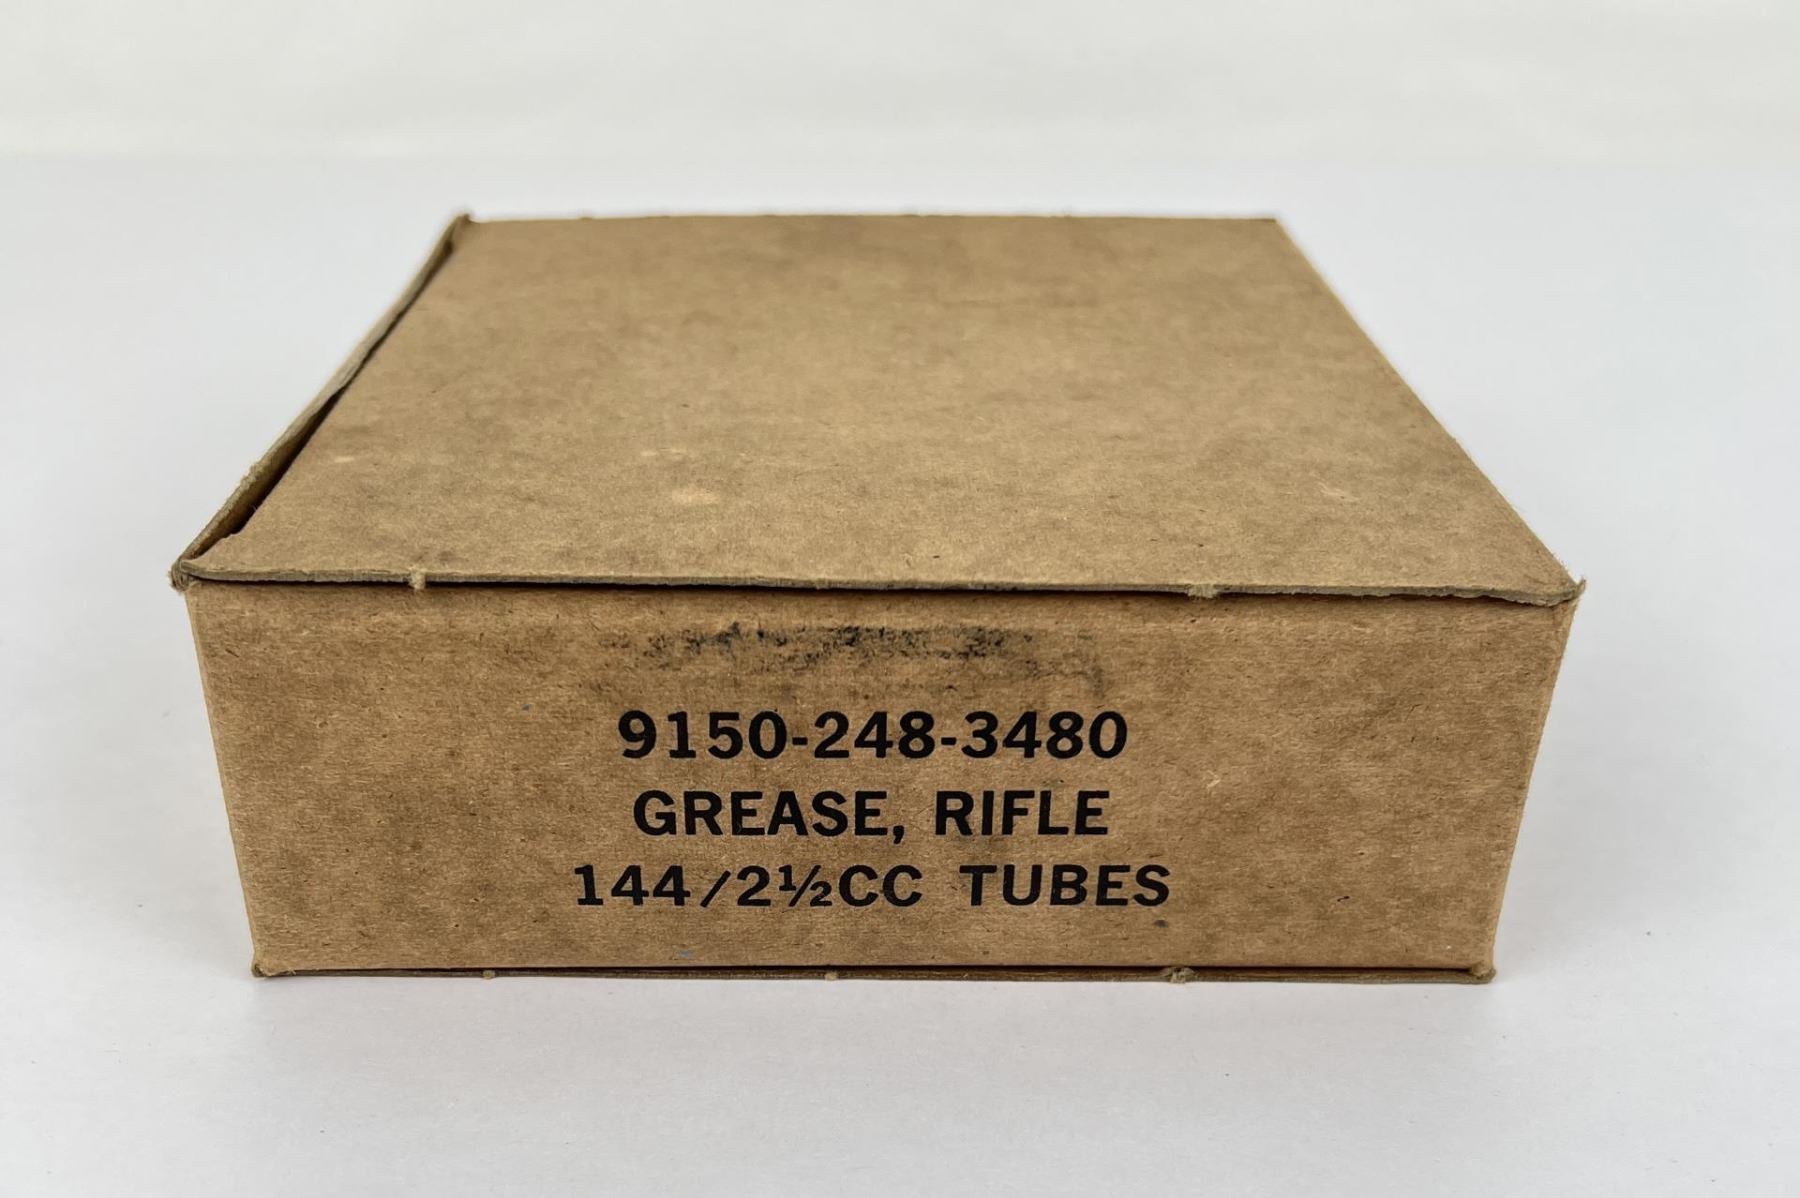 9150-248-3480
GREASE, RIFLE
144/2½CC TUBES